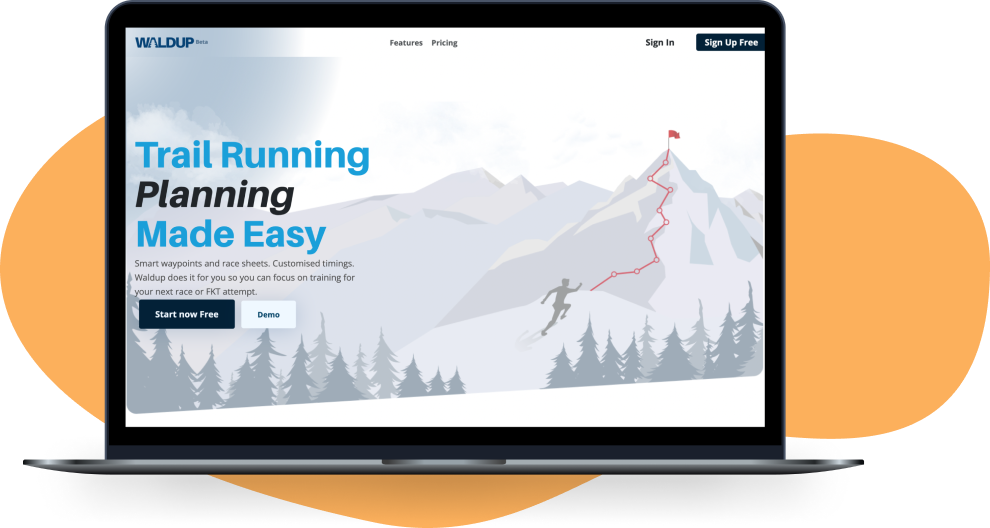 WALDUP Beta
Features Pricing
Sign In
Sign Up Free
Trail Running
Planning
Made Easy
Smart waypoints and race sheets. Customised timings.
Waldup does it for you so you can focus on training for
your next race or FKT attempt.
Start now Free
Demo